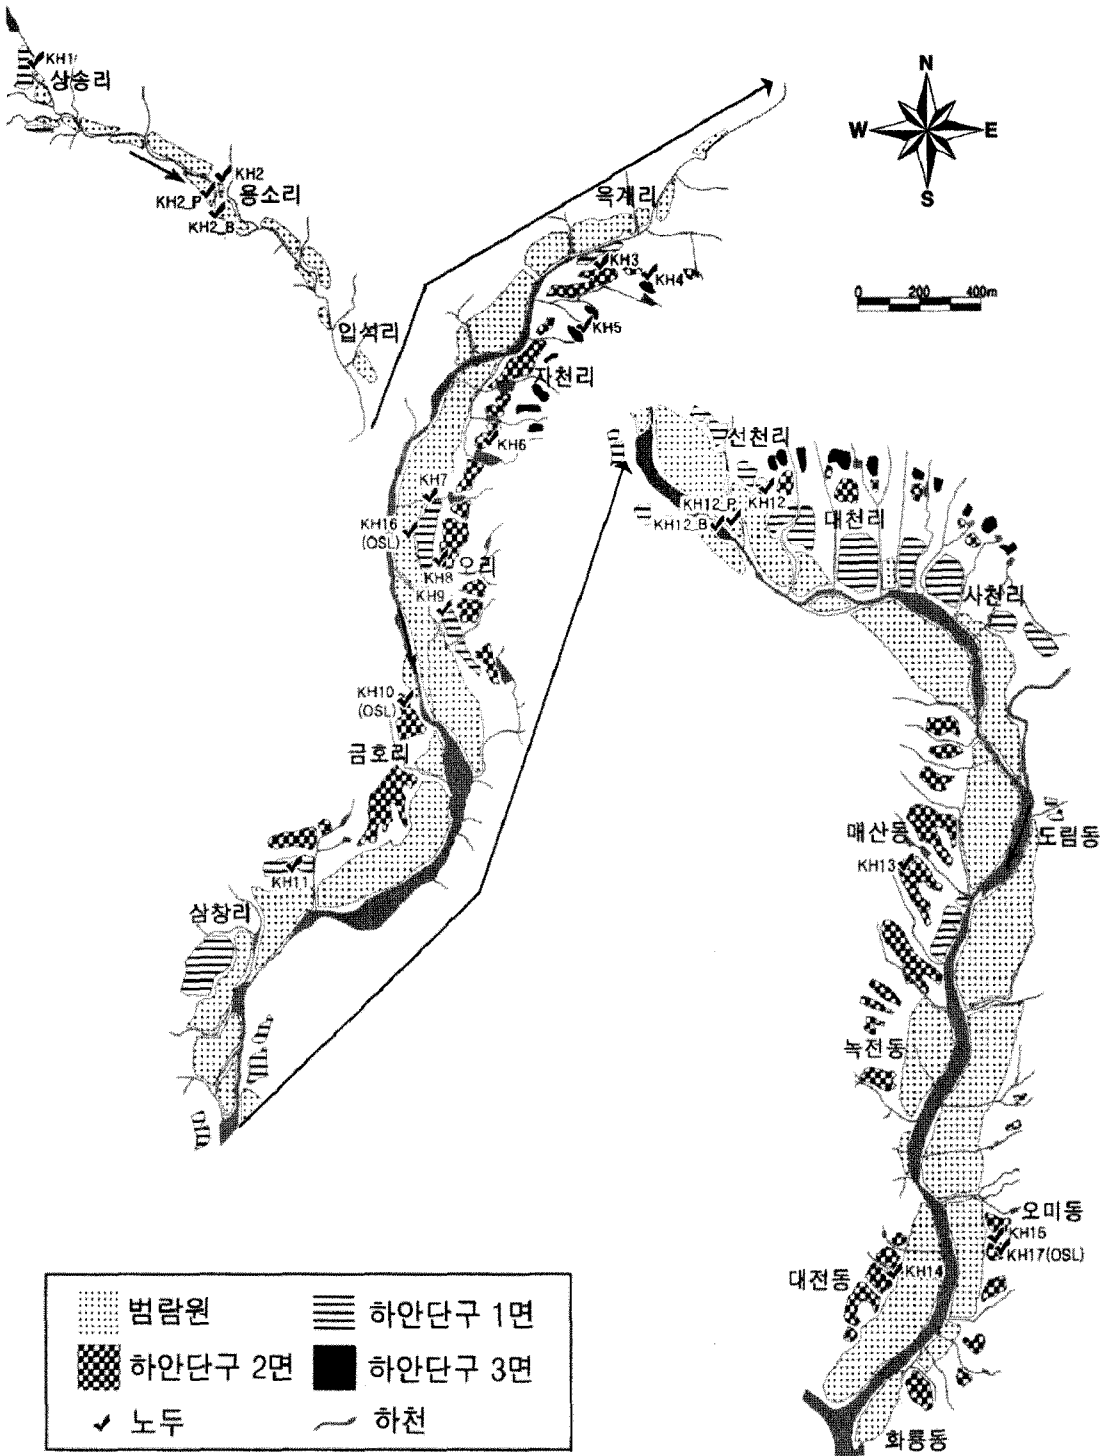 KH1
상송리
N
W
E
S
KH2
KH2_P
용소리
KH2_B
옥계리
KH3
KH4
0
200
400m
KH5
입석리
자천리
KH6
선천리
KH7
KH12
KH12_P
KH12_B
대천리
KH16
(OSL)
KH8
오리
KH9
사천리
KH10
(OSL)
금호리
매산동
도림동
KH13
KH11
삼창리
녹전동
오미동
KH15
KH17(OSL)
대전동
KH14
범람원
하안단구 1면
하안단구 2면
하안단구 3면
노두
하천
화룡동